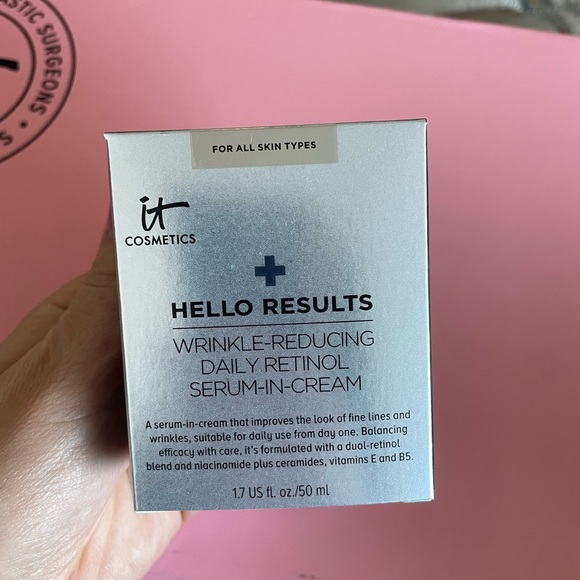 ASTIC SURGEONS •
FOR ALL SKIN TYPES
it
COSMETICS
HELLO RESULTS
WRINKLE-REDUCING
DAILY RETINOL
SERUM-IN-CREAM
A serum-in-cream that improves the look of fine lines and
wrinkles, suitable for daily use from day one. Balancing
efficacy with care, it's formulated with a dual-retinol
blend and niacinamide plus ceramides, vitamins E and B5.
1.7 US fl. oz./50 ml